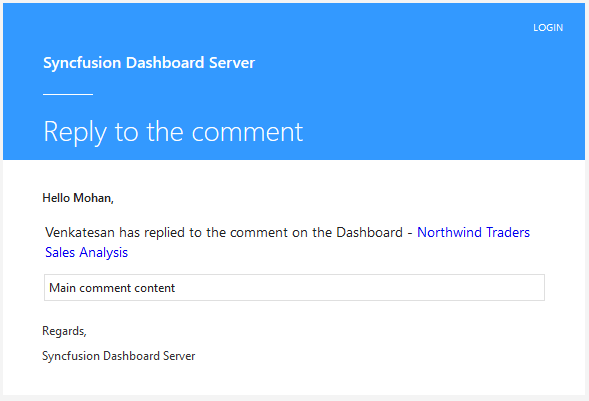 LOGIN
Syncfusion Dashboard Server
Reply to the comment
Hello Mohan,
Venkatesan has replied to the comment on the Dashboard - Northwind Traders
Sales Analysis
Main comment content
Regards,
Syncfusion Dashboard Server